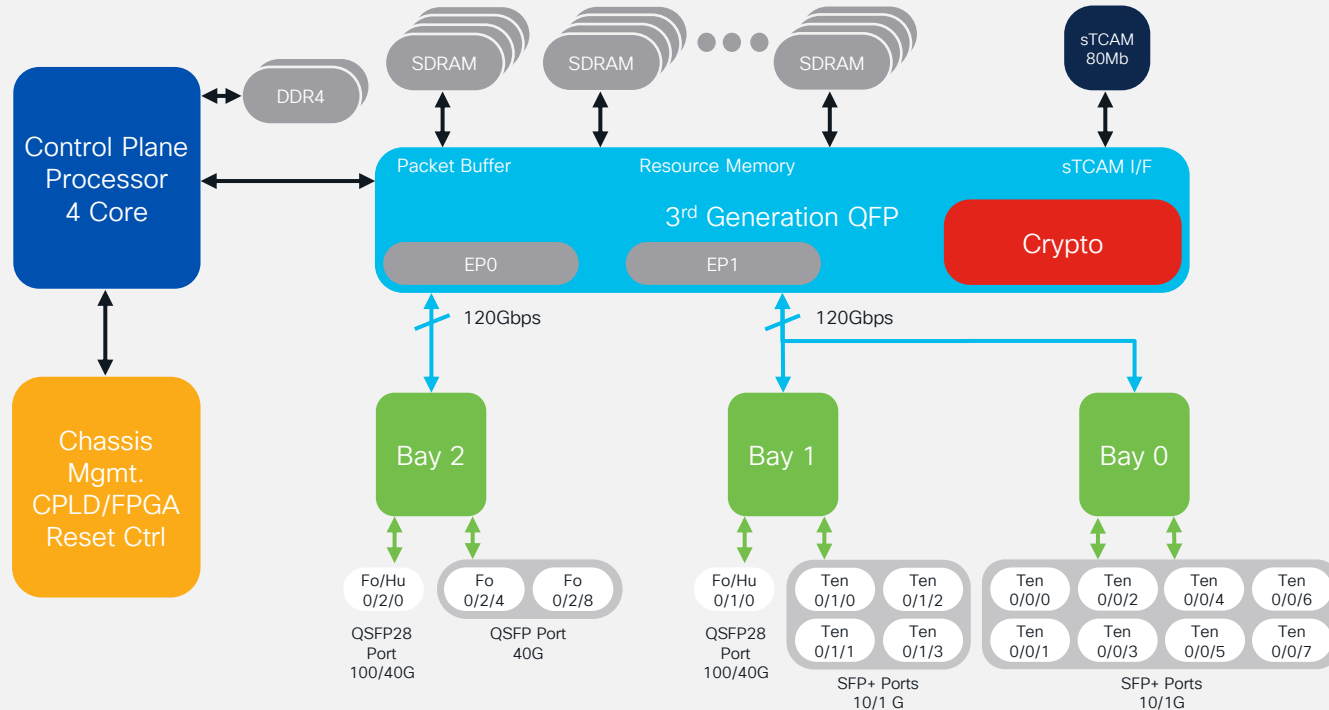 SDRAM
SDRAM
SDRAM
sTCAM
80Mb
DDR4
Control Plane
Processor
4 Core
Packet Buffer
Resource Memory
sTCAM I/F
3rd Generation QFP
Crypto
EP0
EP1
120Gbps
120Gbps
Chassis
Mgmt.
CPLD/FPGA
Reset Ctrl
Bay 2
Bay 1
Bay 0
Fo/Hu
0/2/0
QSFP28
Port
100/40G
Fo
0/2/4
Fo
0/2/8
QSFP Port
40G
Fo/Hu
0/1/0
QSFP28
Port
100/40G
Ten
0/1/0
Ten
0/1/2
Ten
0/1/1
Ten
0/1/3
SFP+ Ports
10/1 G
Ten
0/0/0
Ten
0/0/2
Ten
0/0/4
Ten
0/0/6
Ten
0/0/1
Ten
0/0/3
Ten
0/0/5
Ten
0/0/7
SFP+ Ports
10/1G